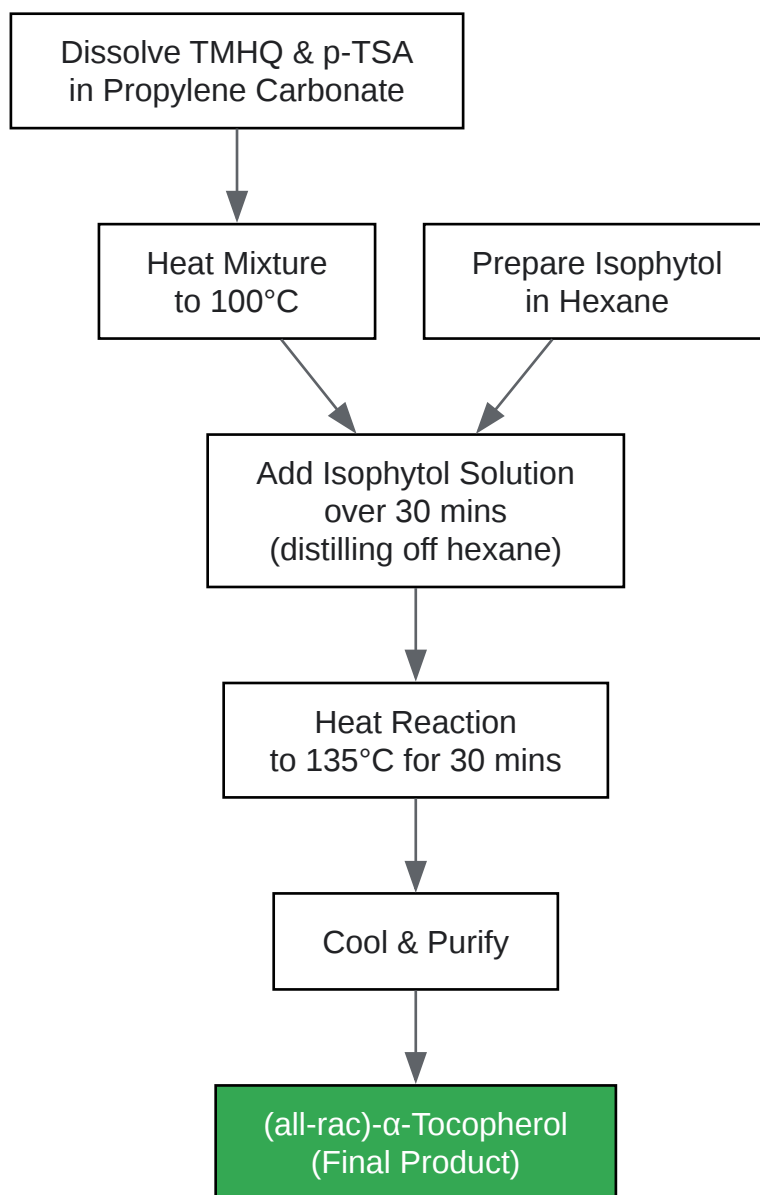 Dissolve TMHQ & p-TSA
in Propylene Carbonate
Heat Mixture
to 100°C
Prepare Isophytol
in Hexane
Add Isophytol Solution
over 30 mins
(distilling off hexane)
Heat Reaction
to 135°C for 30 mins
Cool & Purify
(all-rac)-α-Tocopherol
(Final Product)